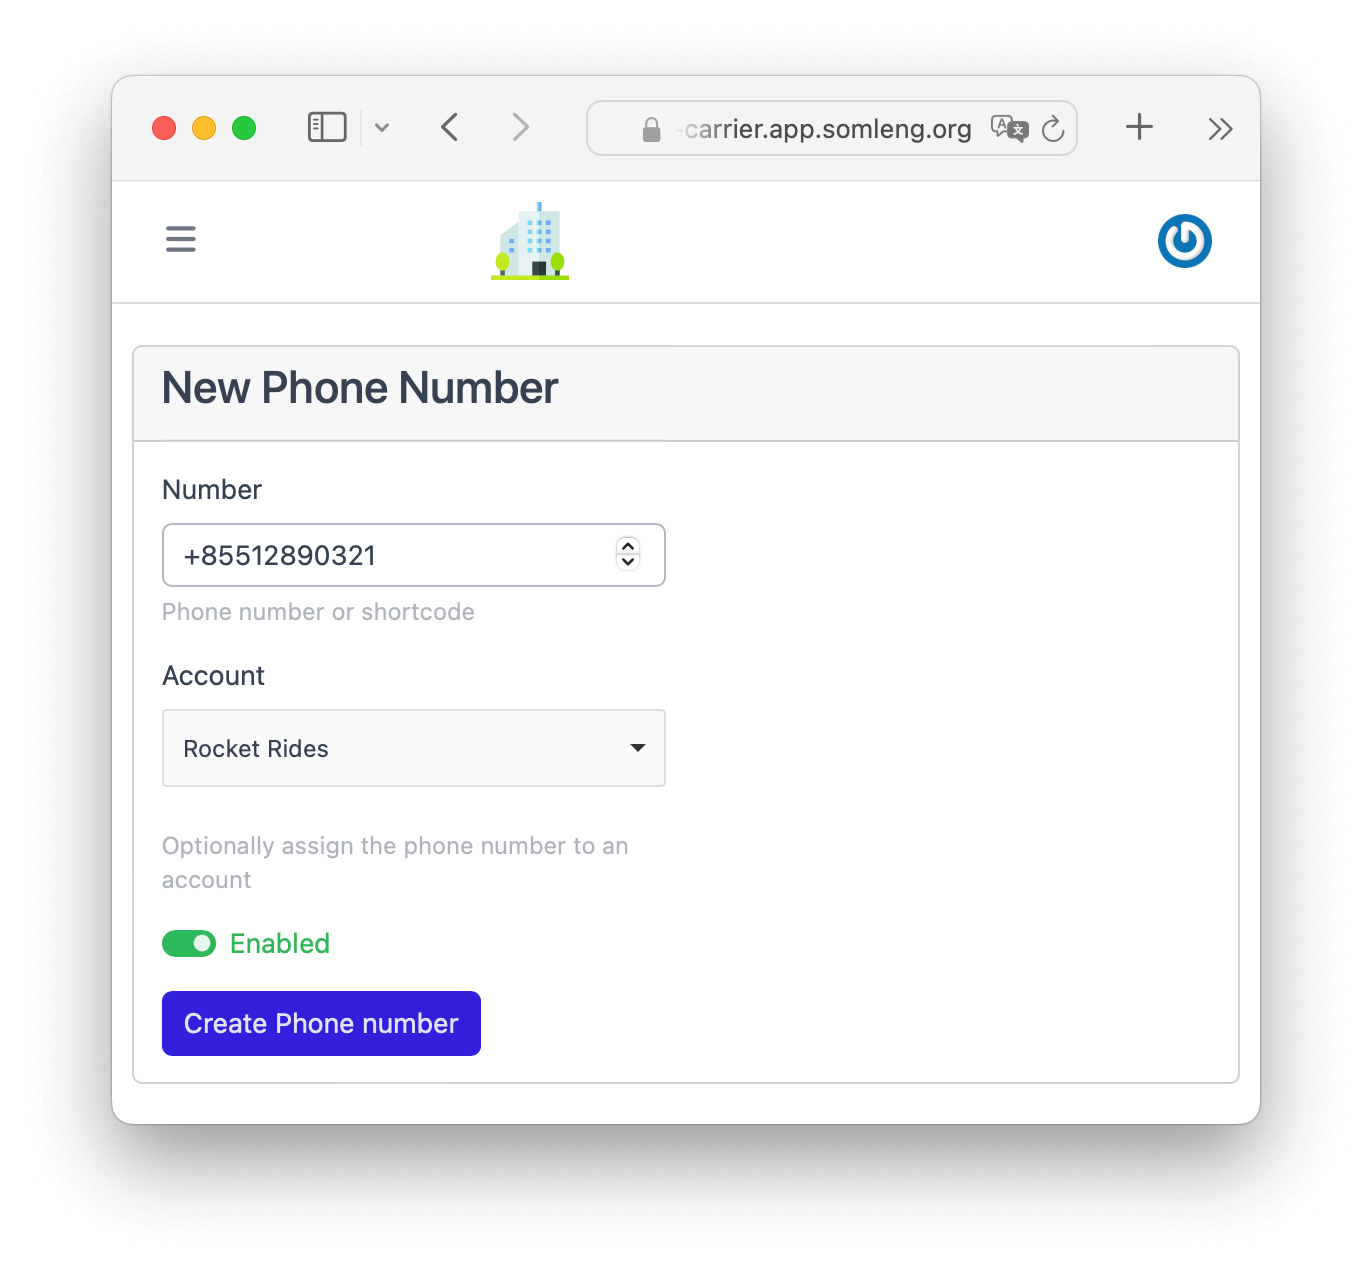 -carrier.app.somleng.org
New Phone Number
Number
+85512890321
Phone number or shortcode
Account
Rocket Rides
Optionally assign the phone number to an
account
Enabled
Create Phone number